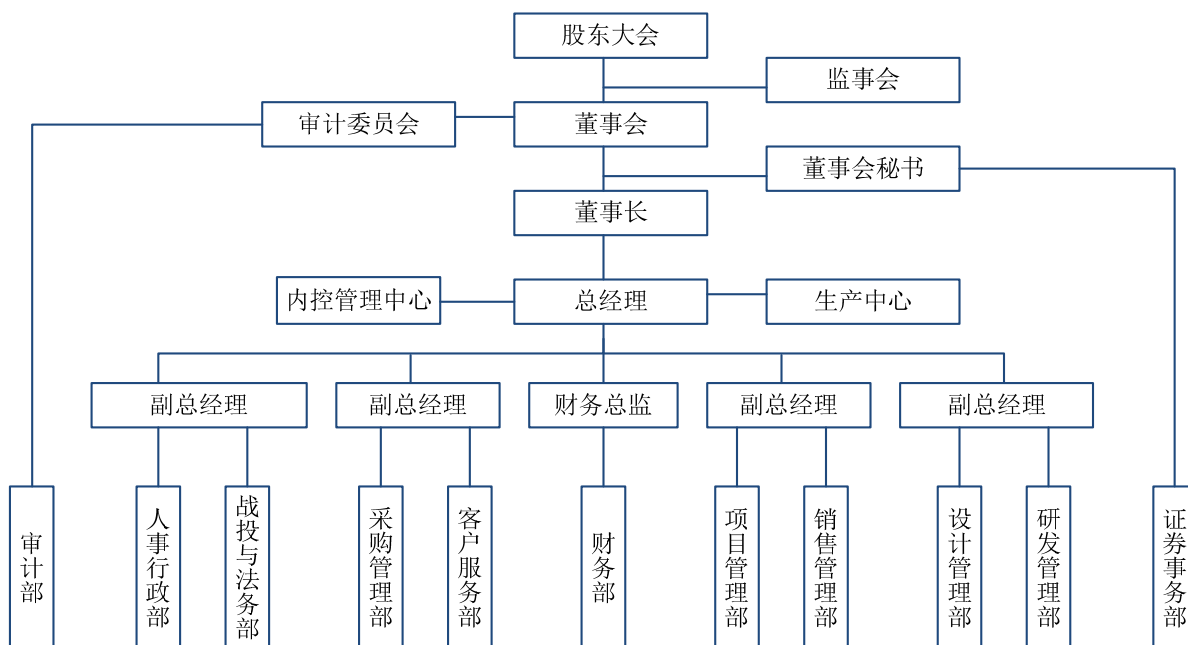 股东大会
监事会
审计委员会
董事会
董事会秘书
董事长
内控管理中心
总经理
生产中心
副总经理
副总经理
财务总监
副总经理
副总经理
审计部
人事行政部
战投与法务部
采购管理部
客户服务部
财务部
项目管理部
销售管理部
设计管理部
研发管理部
证券事务部